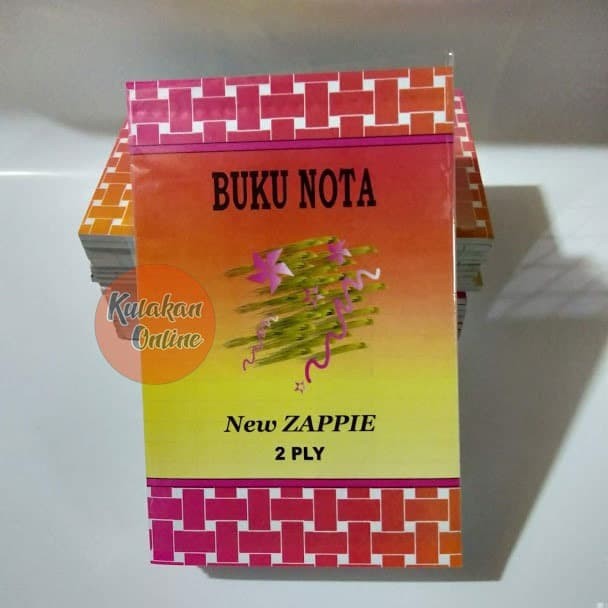 BUKU NOTA
Kulakan
Online
New ZAPPIE
2 PLY